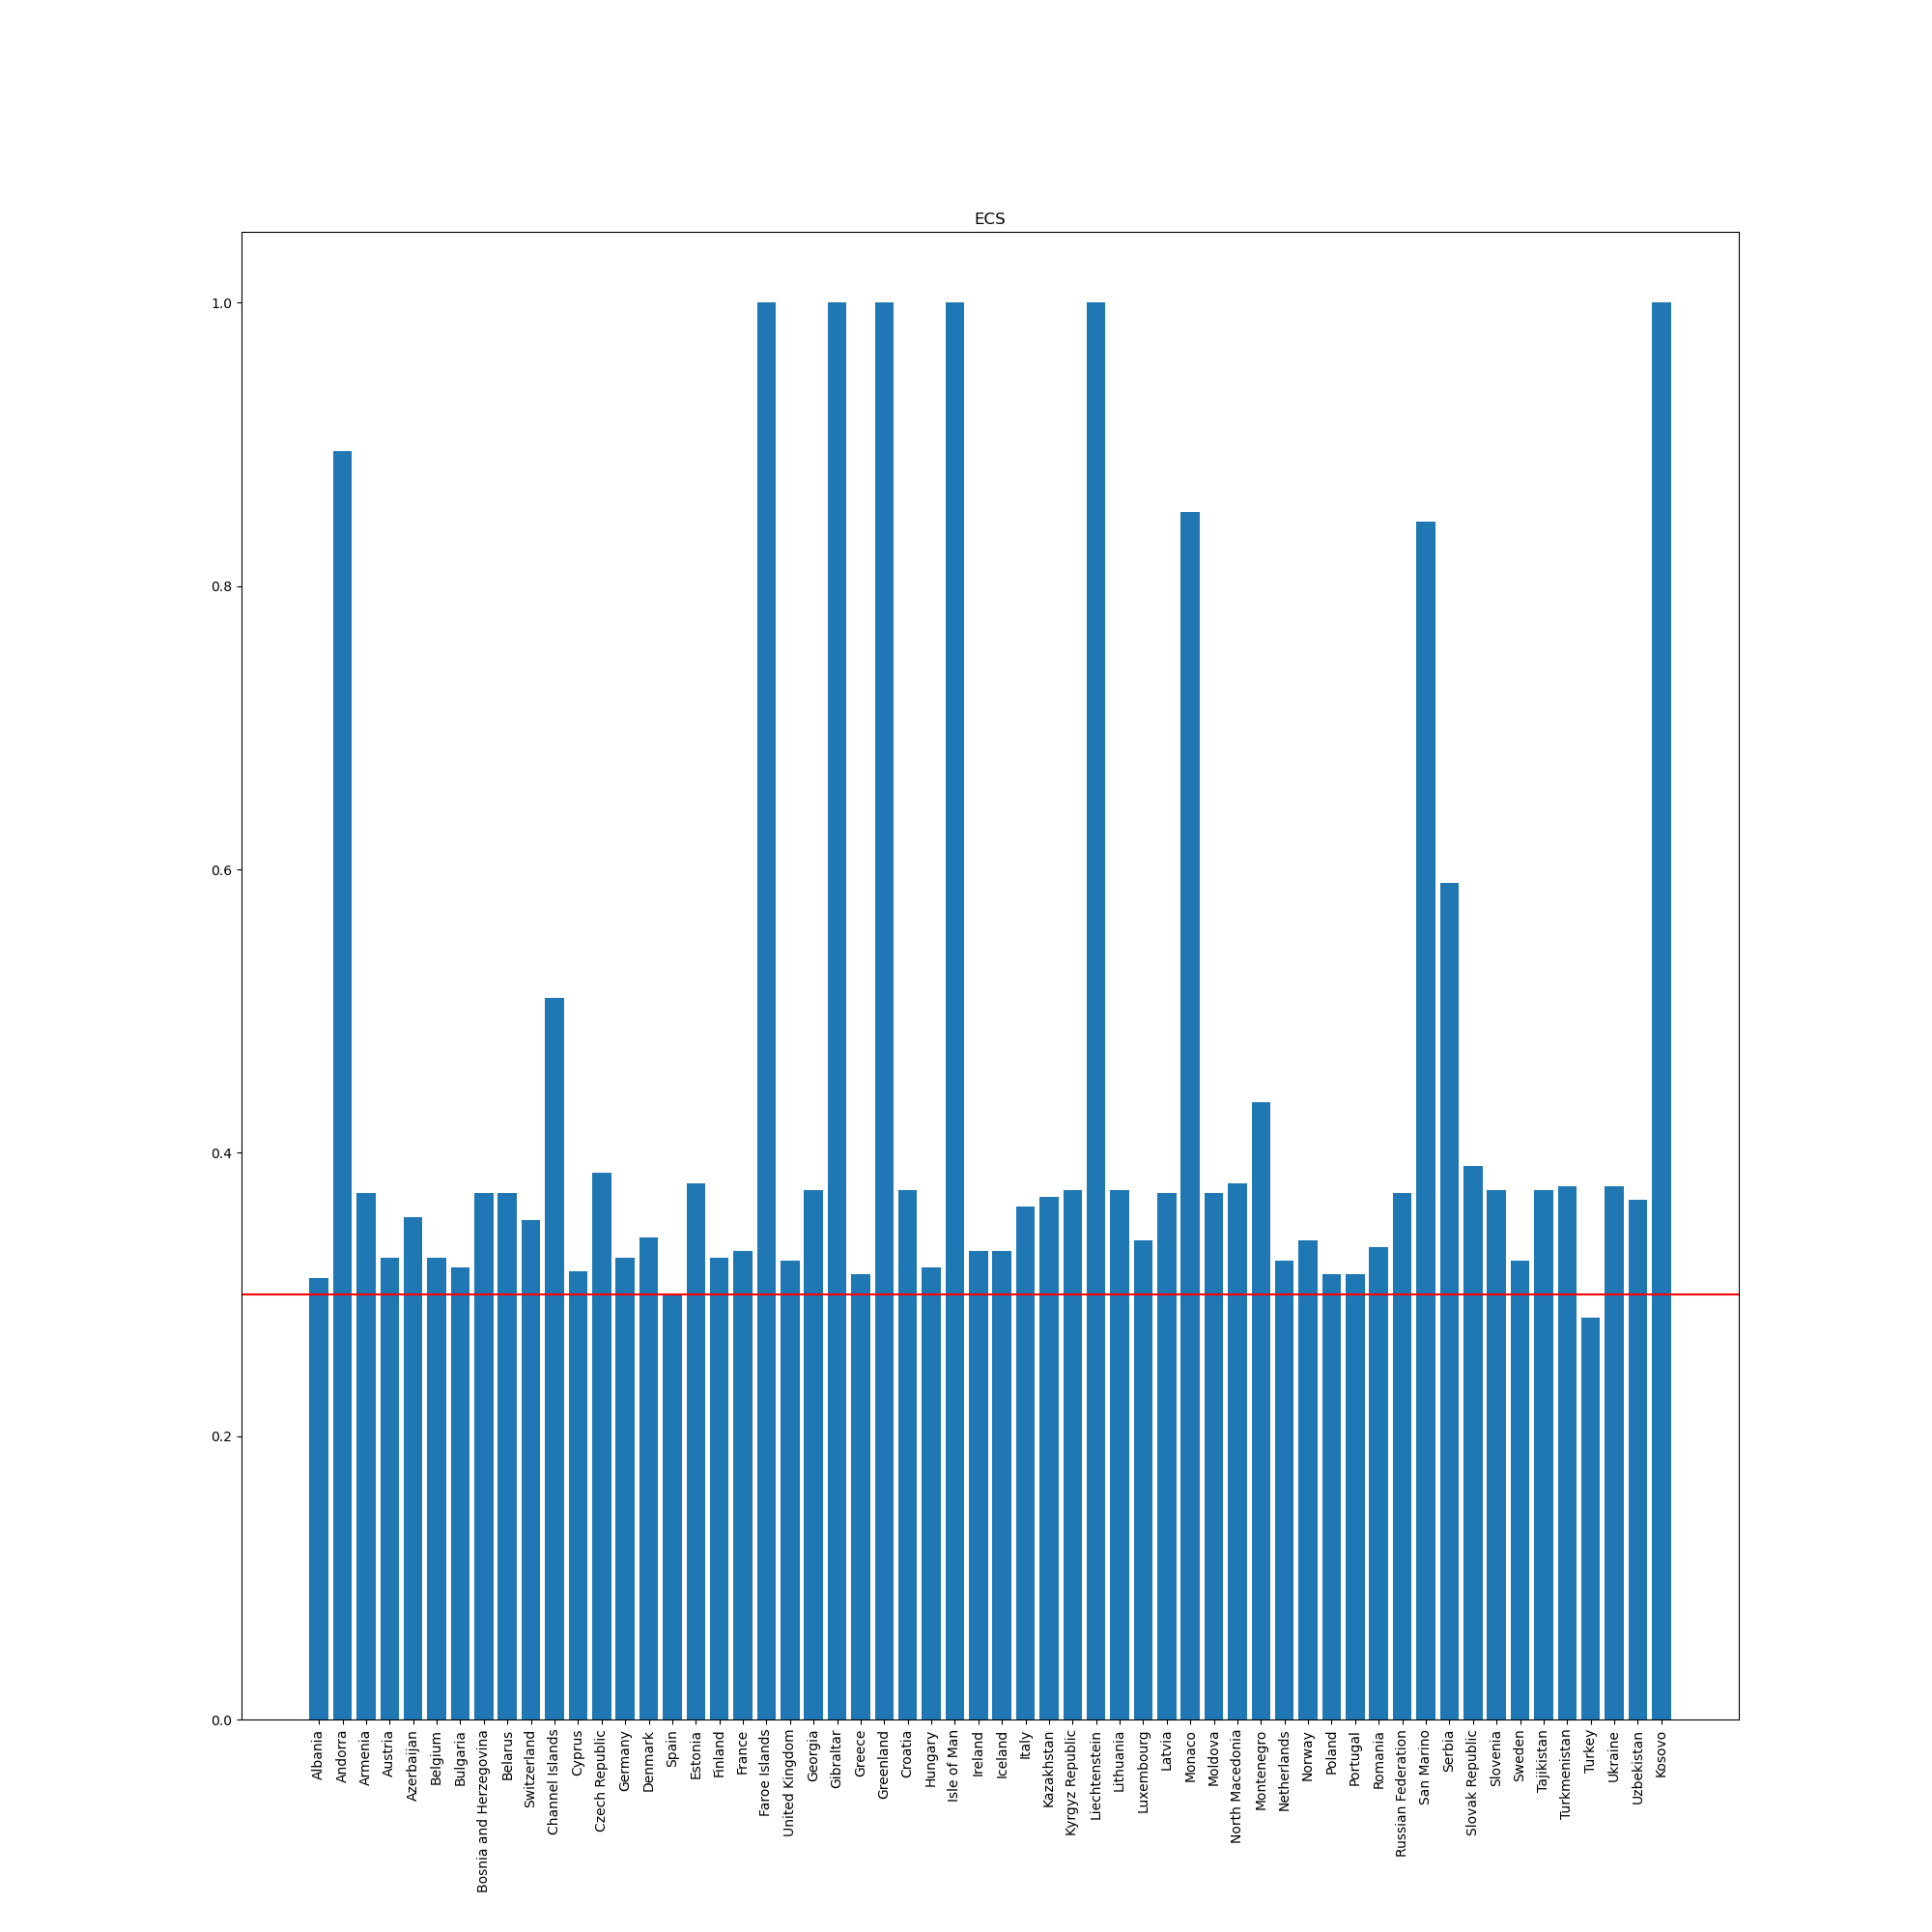 ECS
1.0
0.8
0.6
0.4
0.2
0.0
Albania
Andorra
Armenia
Austria
Azerbaijan
Belgium
Bulgaria
Bosnia and Herzegovina
Belarus
Switzerland
Channel Islands
Cyprus
Czech Republic
Germany
Denmark
Spain
Estonia
Finland
France
Faroe Islands
United Kingdom
Georgia
Gibraltar
Greece
Greenland
Croatia
Hungary
Isle of Man
Ireland
Iceland
Italy
Kazakhstan
Kyrgyz Republic
Liechtenstein
Lithuania
Luxembourg
Latvia
Monaco
Moldova
North Macedonia
Montenegro
Netherlands
Norway
Poland
Portugal
Romania
Russian Federation
San Marino
Serbia
Slovak Republic
Slovenia
Sweden
Tajikistan
Turkmenistan
Turkey
Ukraine
Uzbekistan
Kosovo